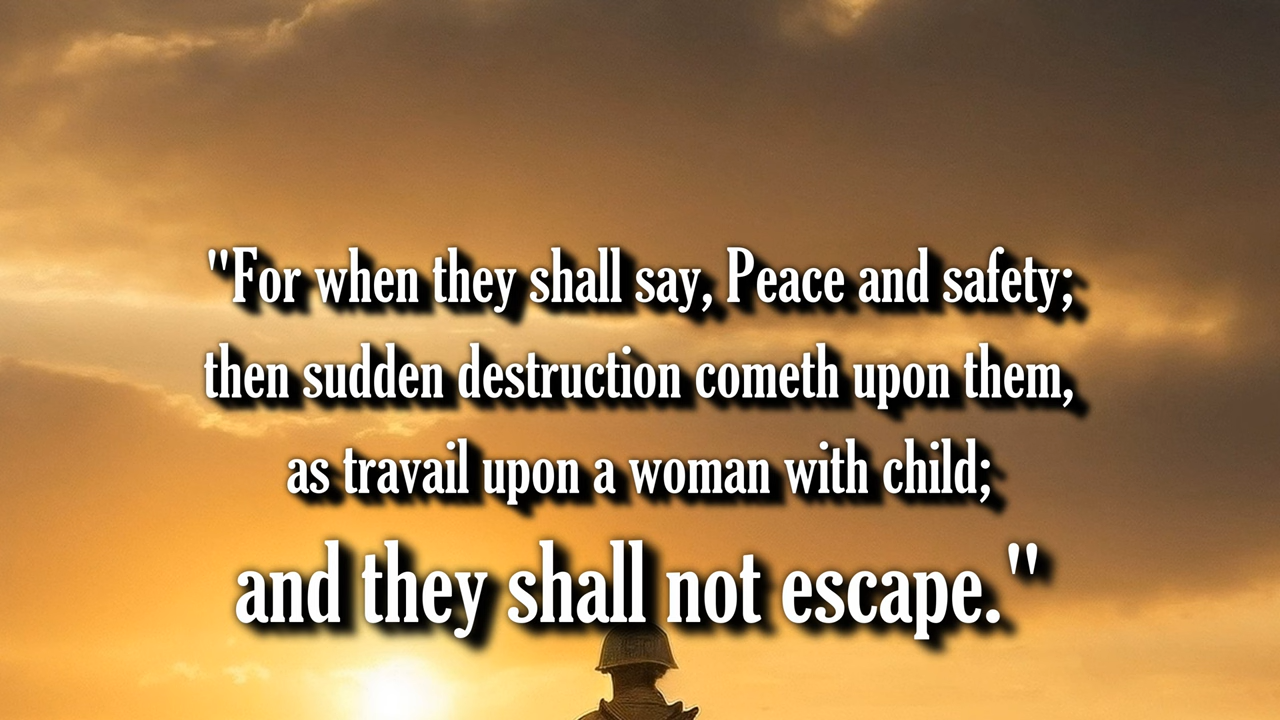 "For when they shall say, Peace and safety;
then sudden destruction cometh upon them,
as travail upon a woman with child;
and they shall not escape."